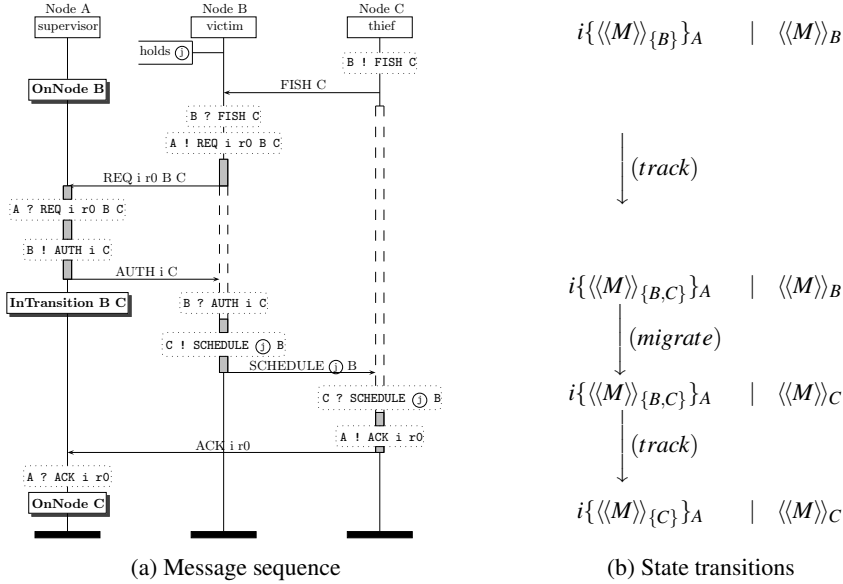 Node A
supervisor
Node B
victim
Node C
thief
holds j
B ! FISH C
OnNode B
FISH C
B ? FISH C
A ! REQ i r0 B C
REQ i r0 B C
A ? REQ i r0 B C
B ! AUTH i C
AUTH i C
InTransition B C
B ? AUTH i C
C ! SCHEDULE j B
SCHEDULE j B
C ? SCHEDULE j B
A ! ACK i r0
ACK i r0
A ? ACK i r0
OnNode C
(a) Message sequence
i{⟨⟨M⟩⟩{B}}A | ⟨⟨M⟩⟩B
(track)
i{⟨⟨M⟩⟩{B,C}}A | ⟨⟨M⟩⟩B
(migrate)
i{⟨⟨M⟩⟩{B,C}}A | ⟨⟨M⟩⟩C
(track)
i{⟨⟨M⟩⟩{C}}A | ⟨⟨M⟩⟩C
(b) State transitions